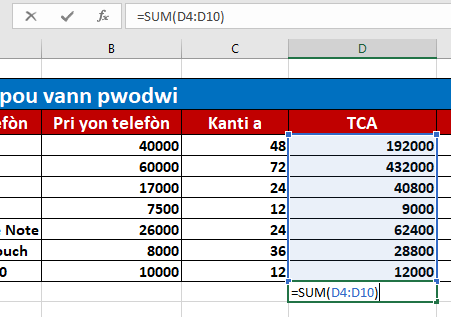 =SUM(D4:D10)
B C D
pou vann pwodwi
efòn Pri yon telefòn Kanti a TCA
40000 48 192000
60000 72 432000
17000 24 40800
7500 12 9000
e Note 26000 24 62400
ouch 8000 36 28800
0 10000 12 12000
=SUM(D4:D10)